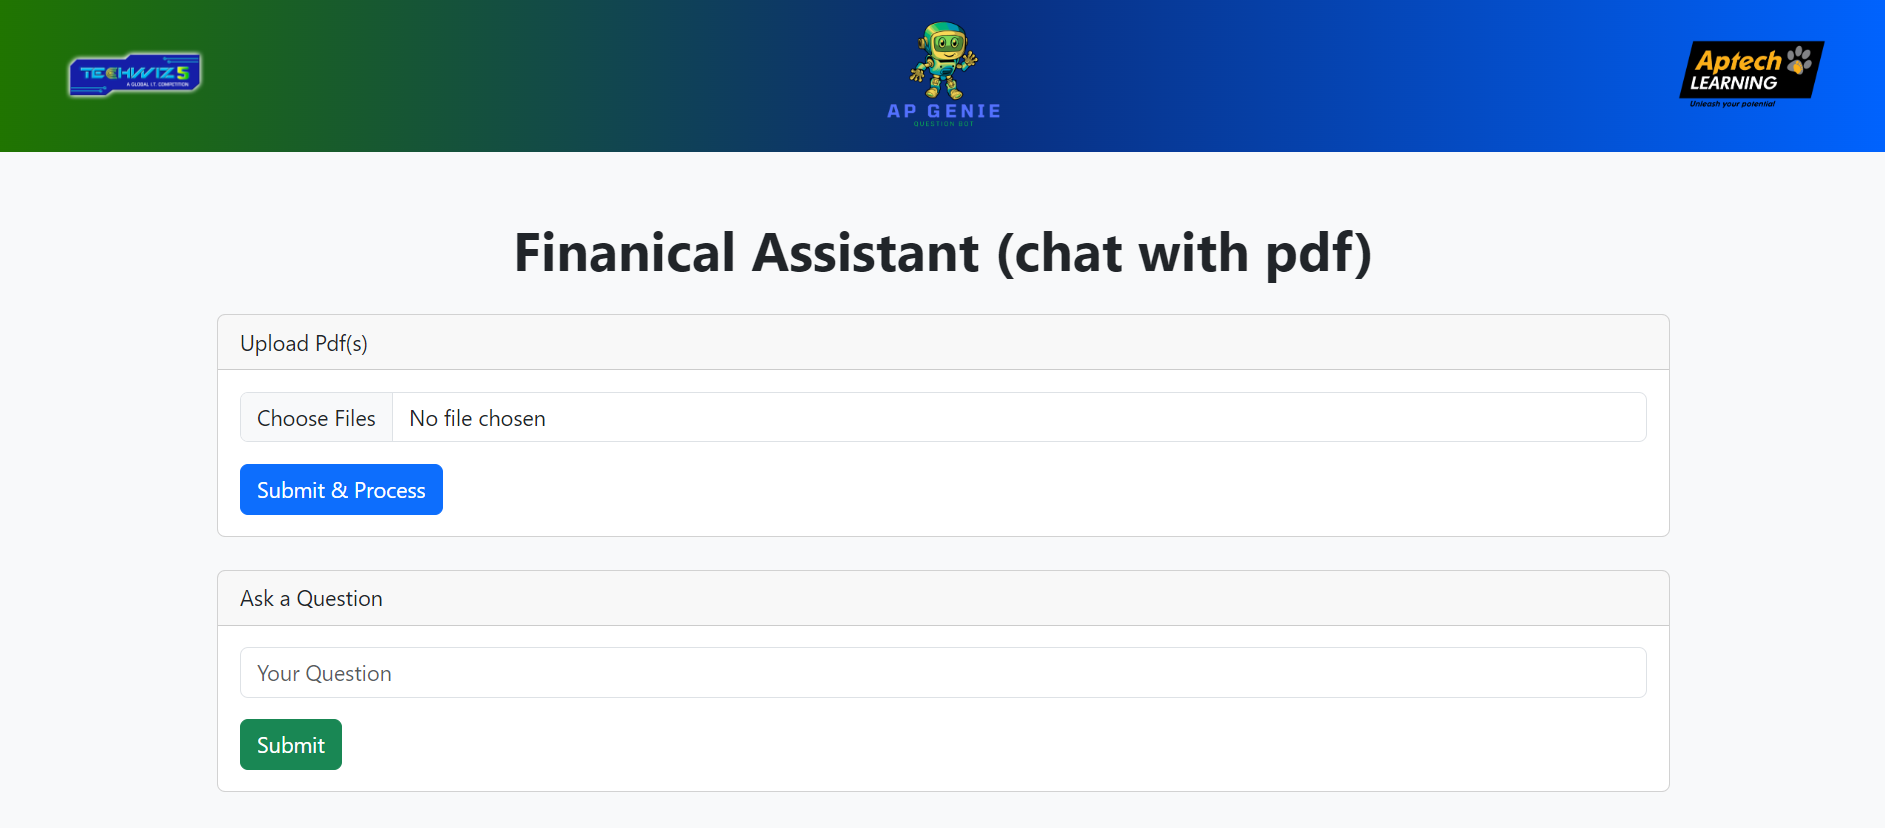 TECHWIZ 5
A GLOBAL I.T. COMPETITION
AP GENIE
QUESTION BOT
Aptech
LEARNING
Unleash your potential
Finanical Assistant (chat with pdf)
Upload Pdf(s)
Choose Files No file chosen
Submit & Process
Ask a Question
Your Question
Submit